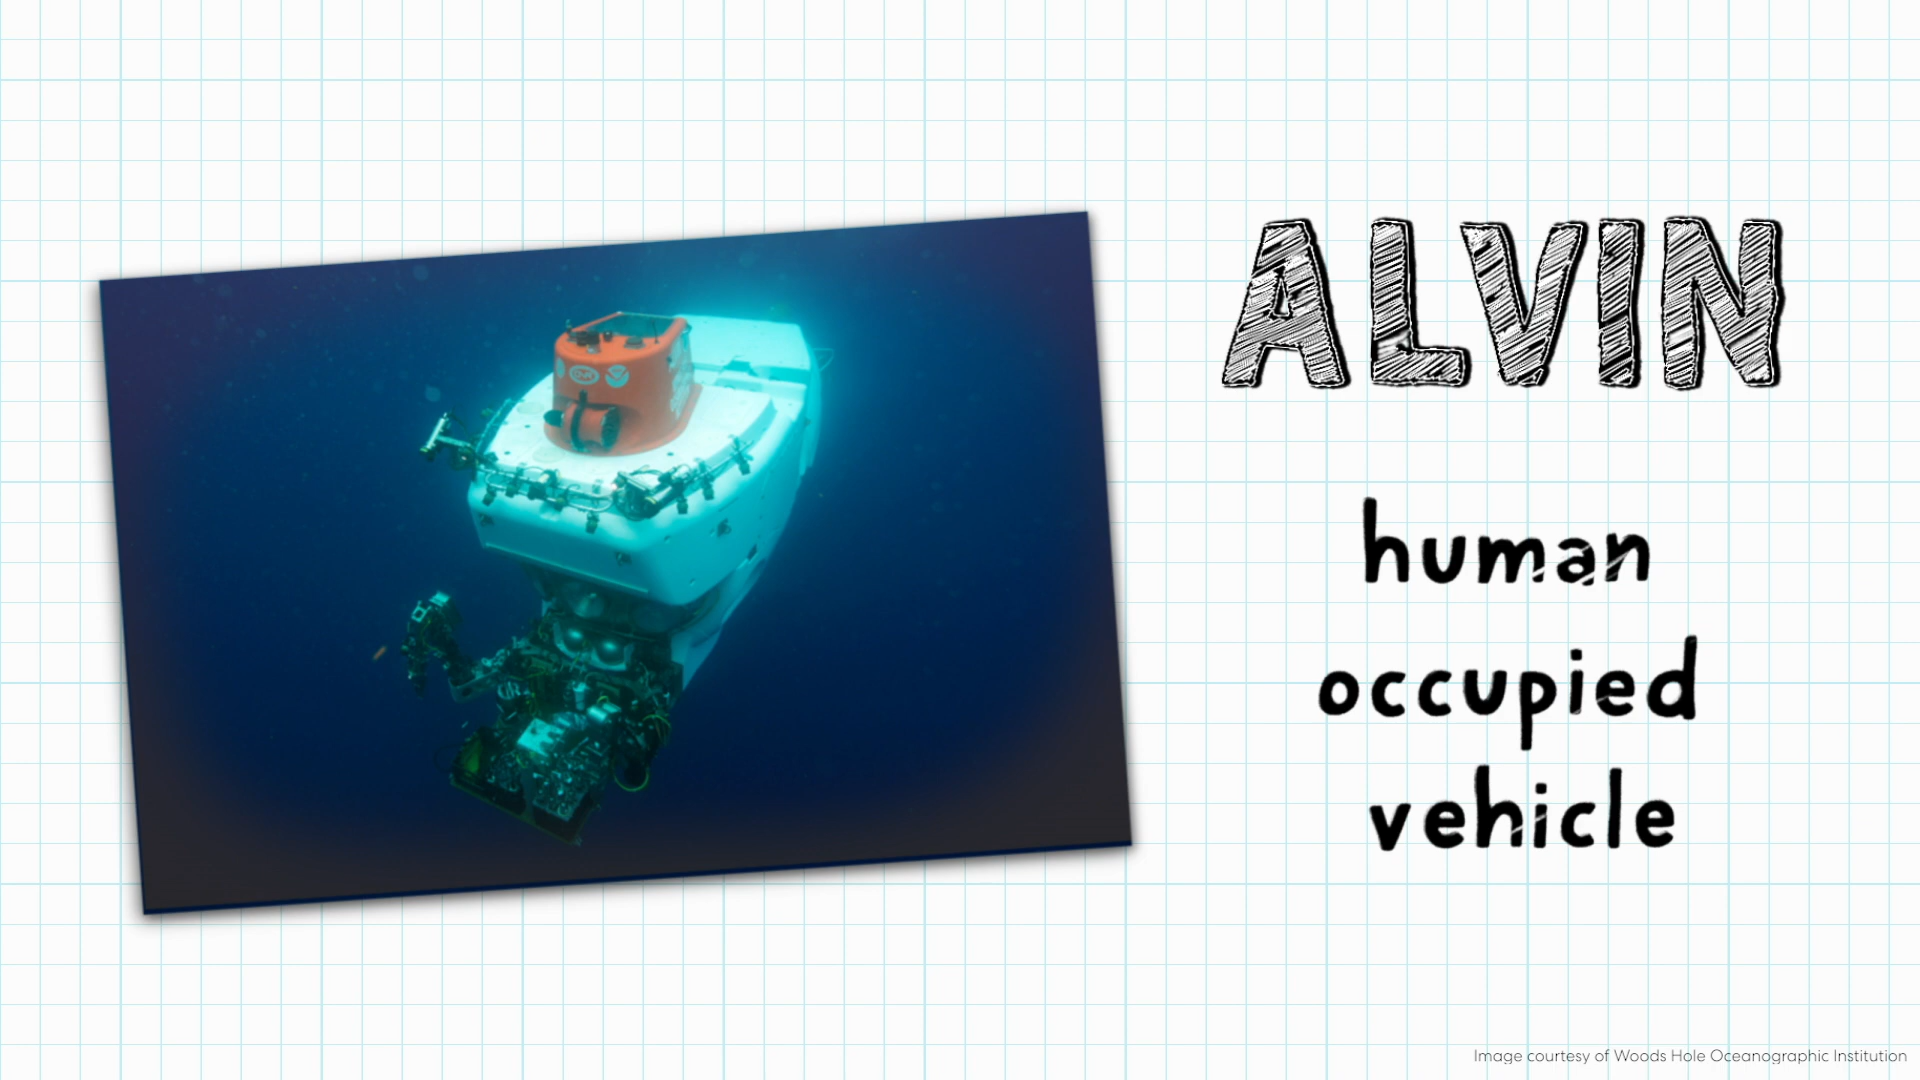 ALVIN
human
occupied
vehicle
Image courtesy of Woods Hole Oceanographic Institution